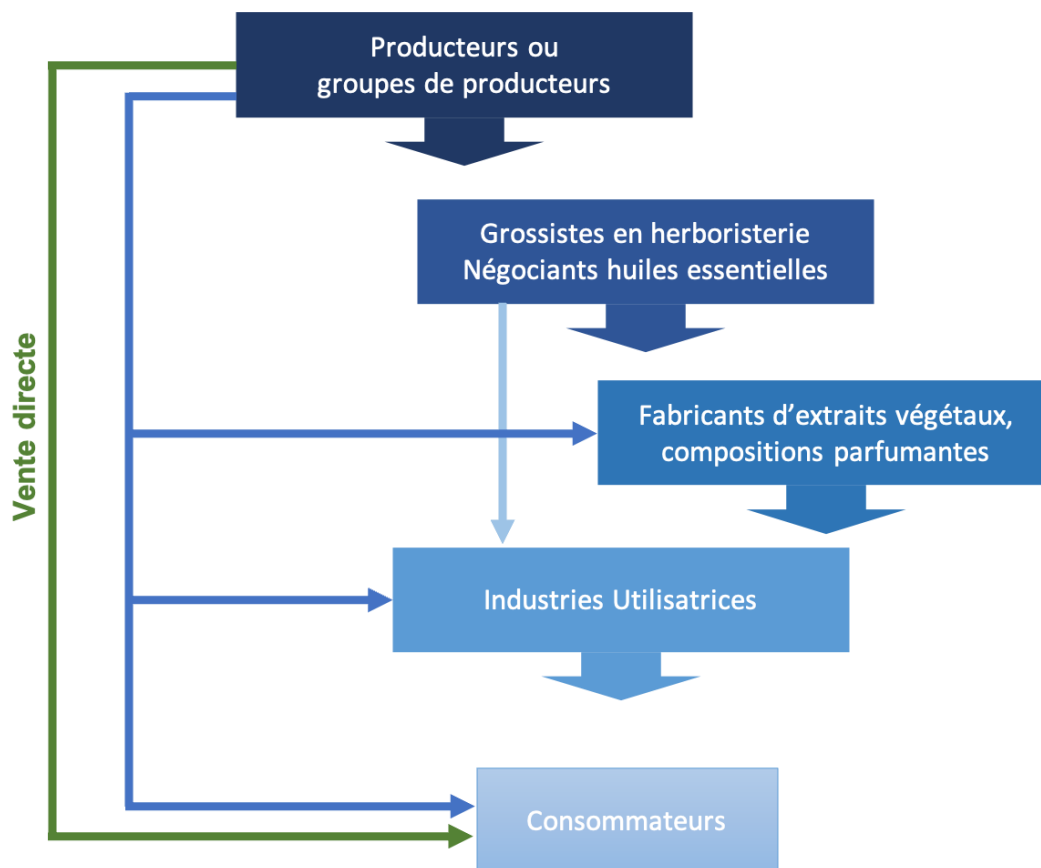 Producteurs ou
groupes de producteurs
Grossistes en herboristerie
Négociants huiles essentielles
Vente directe
Fabricants d’extraits végétaux,
compositions parfumantes
Industries Utilisatrices
Consommateurs